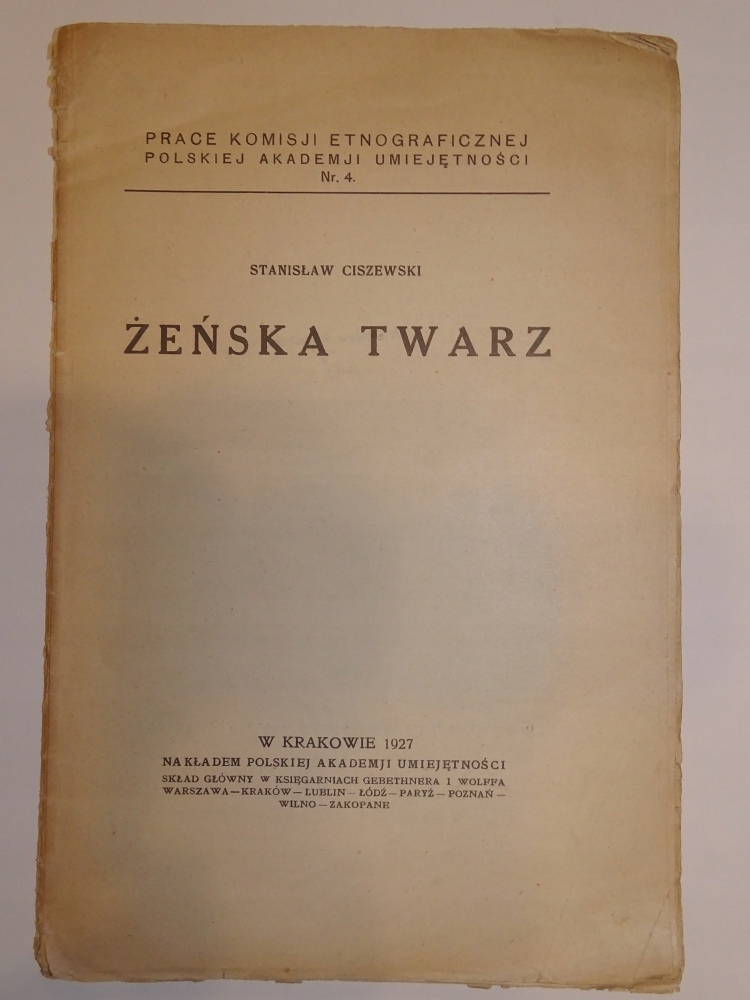 PRACE KOMISJI ETNOGRAFICZNEJ
POLSKIEJ AKADEMJI UMIEJĘTNOŚCI
Nr. 4.
STANISŁAW CISZEWSKI
ŻEŃSKA TWARZ
W KRAKOWIE 1927
NAKŁADEM POLSKIEJ AKADEMJI UMIEJĘTNOŚCI
SKŁAD GŁÓWNY W KSIĘGARNIACH GEBETHNERA I WOLFFA
WARSZAWA — KRAKÓW — LUBLIN — ŁÓDŹ — PARYŻ — POZNAŃ —
WILNO — ZAKOPANE